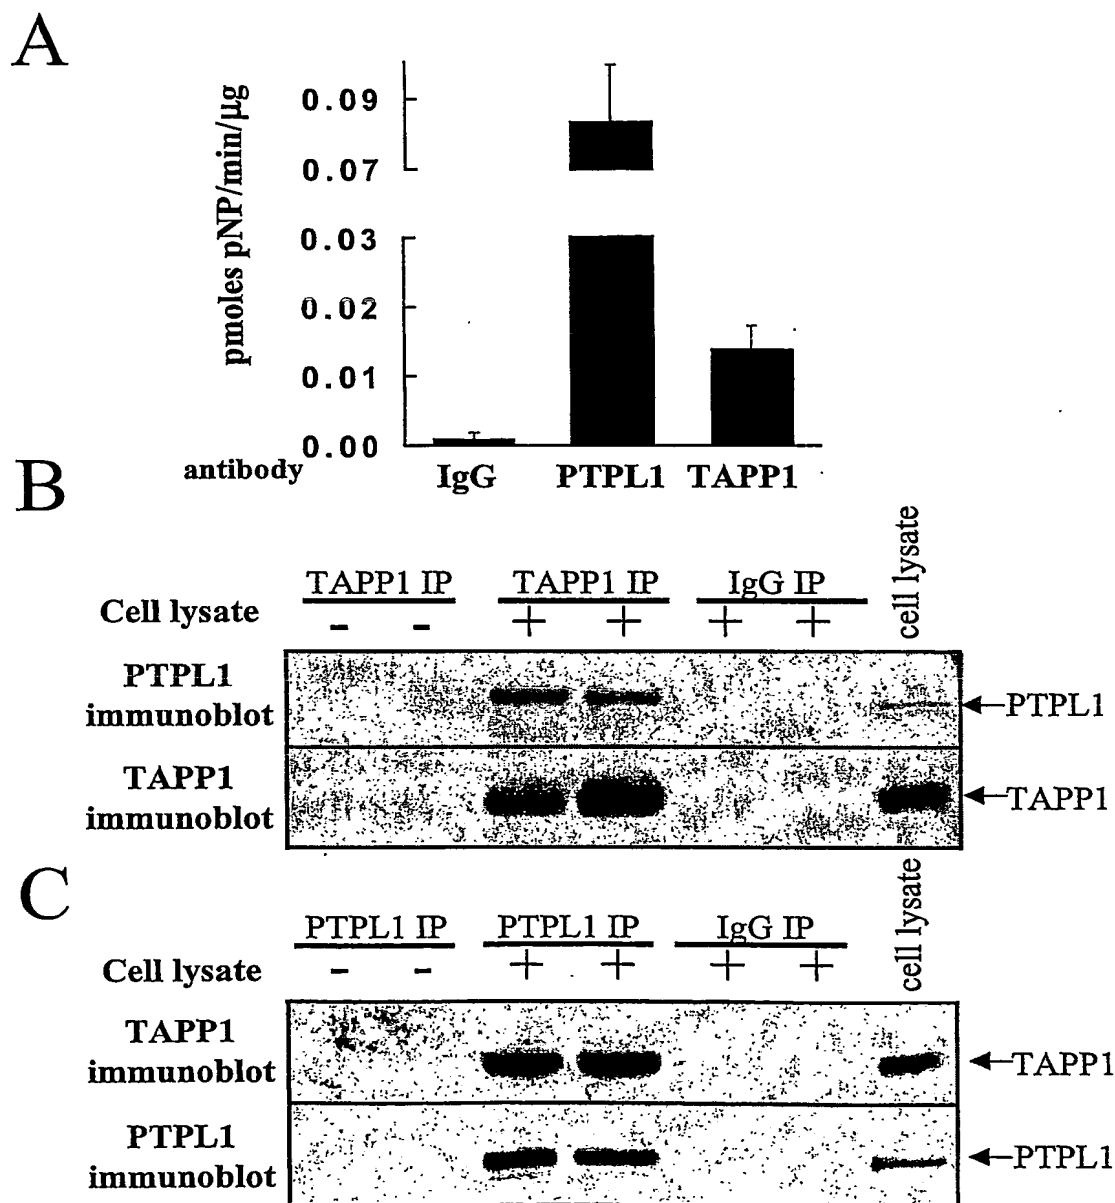 A
pmoles pNP/min/µg
0.09
0.07
0.03
0.02
0.01
0.00
antibody IgG PTPL1 TAPP1
B
TAPP1 IP TAPP1 IP IgG IP cell lysate
Cell lysate - - + + + +
PTPL1
immunoblot
PTPL1
TAPP1
immunoblot
TAPP1
C
PTPL1 IP PTPL1 IP IgG IP cell lysate
Cell lysate - - + + + +
TAPP1
immunoblot
TAPP1
PTPL1
immunoblot
PTPL1